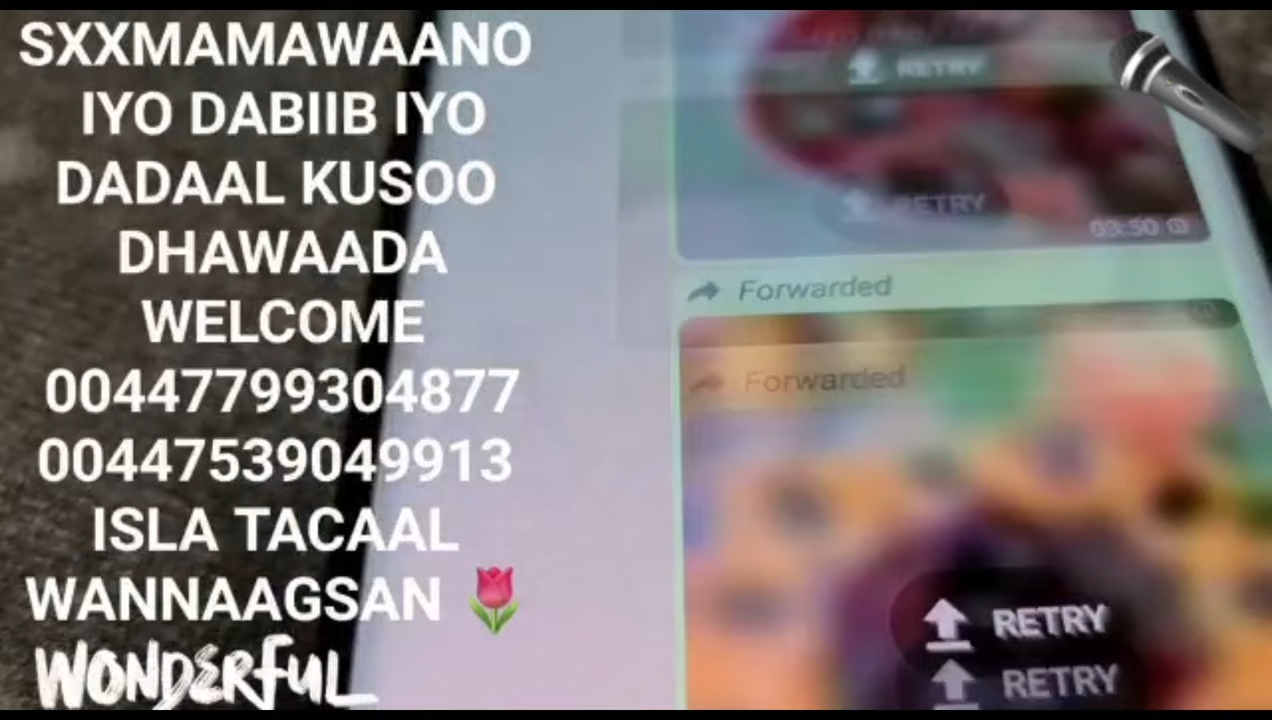 SXXMAMAWAANO
IYO DABIIB IYO
DADAAL KUSOO
DHAWAADA
WELCOME
00447799304877
00447539049913
ISLA TACAAL
WANNAAGSAN 🌷
WONDERFUL
RETRY
RETRY
03:50
Forwarded
Forwarded
RETRY
RETRY